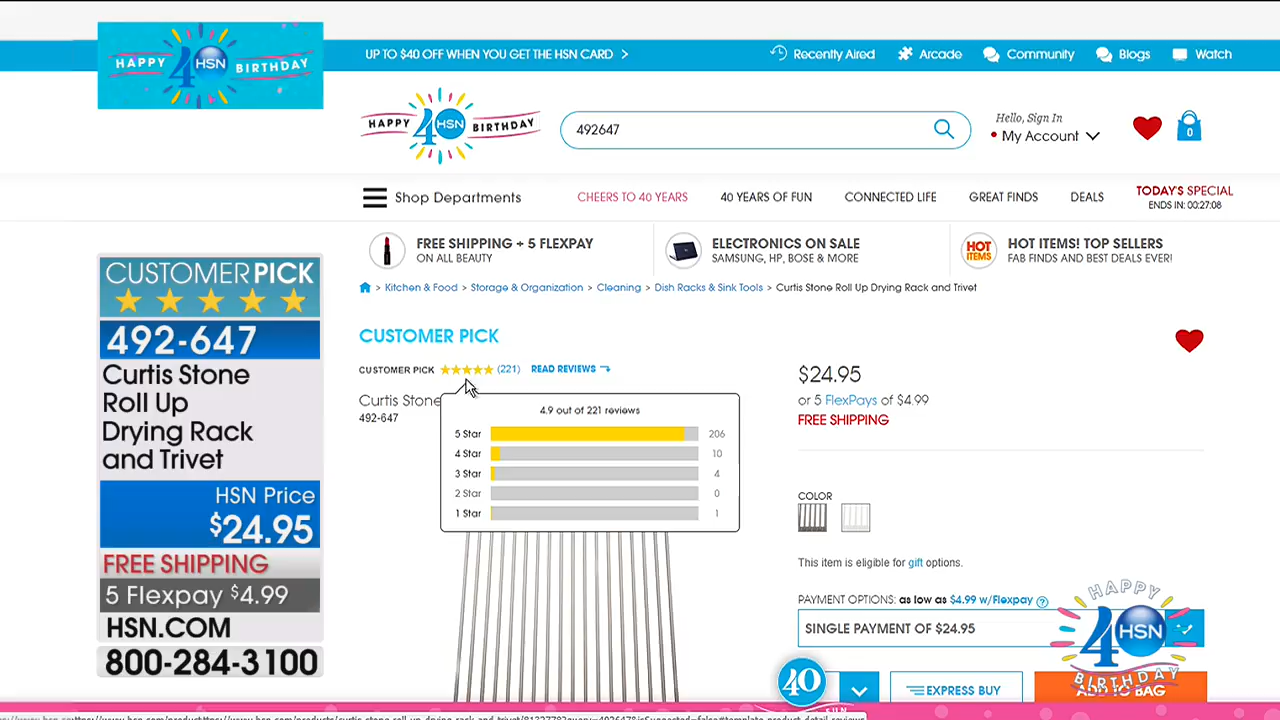 HAPPY 40 HSN BIRTHDAY
UP TO $40 OFF WHEN YOU GET THE HSN CARD >
Recently Aired
Arcade
Community
Blogs
Watch
HAPPY 40 HSN BIRTHDAY
492647
Hello, Sign In
My Account
0
Shop Departments
CHEERS TO 40 YEARS
40 YEARS OF FUN
CONNECTED LIFE
GREAT FINDS
DEALS
TODAY'S SPECIAL
ENDS IN: 00:27:08
FREE SHIPPING + 5 FLEXPAY
ON ALL BEAUTY
ELECTRONICS ON SALE
SAMSUNG, HP, BOSE & MORE
HOT ITEMS
HOT ITEMS! TOP SELLERS
FAB FINDS AND BEST DEALS EVER!
> Kitchen & Food > Storage & Organization > Cleaning > Dish Racks & Sink Tools > Curtis Stone Roll Up Drying Rack and Trivet
CUSTOMER PICK
492-647
Curtis Stone
Roll Up
Drying Rack
and Trivet
HSN Price
$24.95
FREE SHIPPING
5 Flexpay $4.99
HSN.COM
800-284-3100
CUSTOMER PICK
CUSTOMER PICK (221) READ REVIEWS
Curtis Stone
492-647
4.9 out of 221 reviews
5 Star 206
4 Star 10
3 Star 4
2 Star 0
1 Star 1
$24.95
or 5 FlexPays of $4.99
FREE SHIPPING
COLOR
This item is eligible for gift options.
PAYMENT OPTIONS: as low as $4.99 w/Flexpay ?
SINGLE PAYMENT OF $24.95
40
EXPRESS BUY
BAG
HAPPY 40 HSN BIRTHDAY